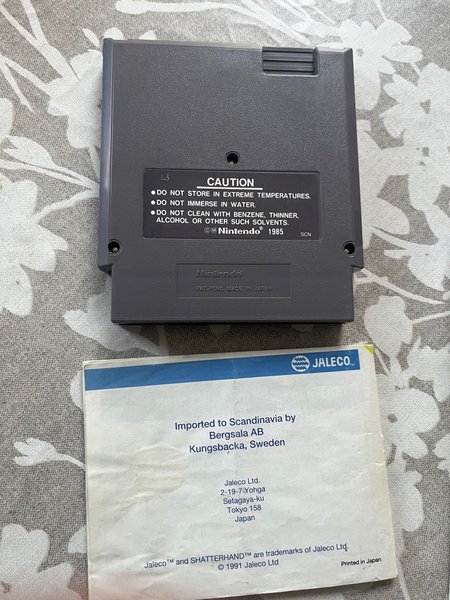 CAUTION
●DO NOT STORE IN EXTREME TEMPERATURES.
●DO NOT IMMERSE IN WATER.
●DO NOT CLEAN WITH BENZENE, THINNER,
ALCOHOL OR OTHER SUCH SOLVENTS.
©Ⓜ Nintendo® 1985 SCN
Nintendo
PAT. PEND. MADE IN JAPAN
JALECO™
Imported to Scandinavia by
Bergsala AB
Kungsbacka, Sweden
Jaleco Ltd.
2-19-7 Yohga
Setagaya-ku
Tokyo 158
Japan
Jaleco™ and SHATTERHAND™ are trademarks of Jaleco Ltd.
© 1991 Jaleco Ltd
Printed in Japan